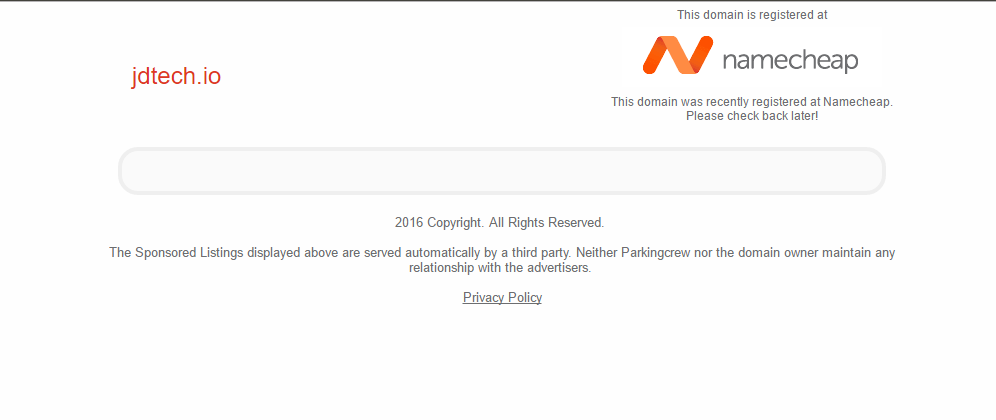 This domain is registered at
namecheap
jdtech.io
This domain was recently registered at Namecheap.
Please check back later!
2016 Copyright. All Rights Reserved.
The Sponsored Listings displayed above are served automatically by a third party. Neither Parkingcrew nor the domain owner maintain any
relationship with the advertisers.
Privacy Policy